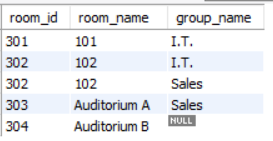 room_id room_name group_name
301 101 I.T.
302 102 I.T.
302 102 Sales
303 Auditorium A Sales
304 Auditorium B NULL